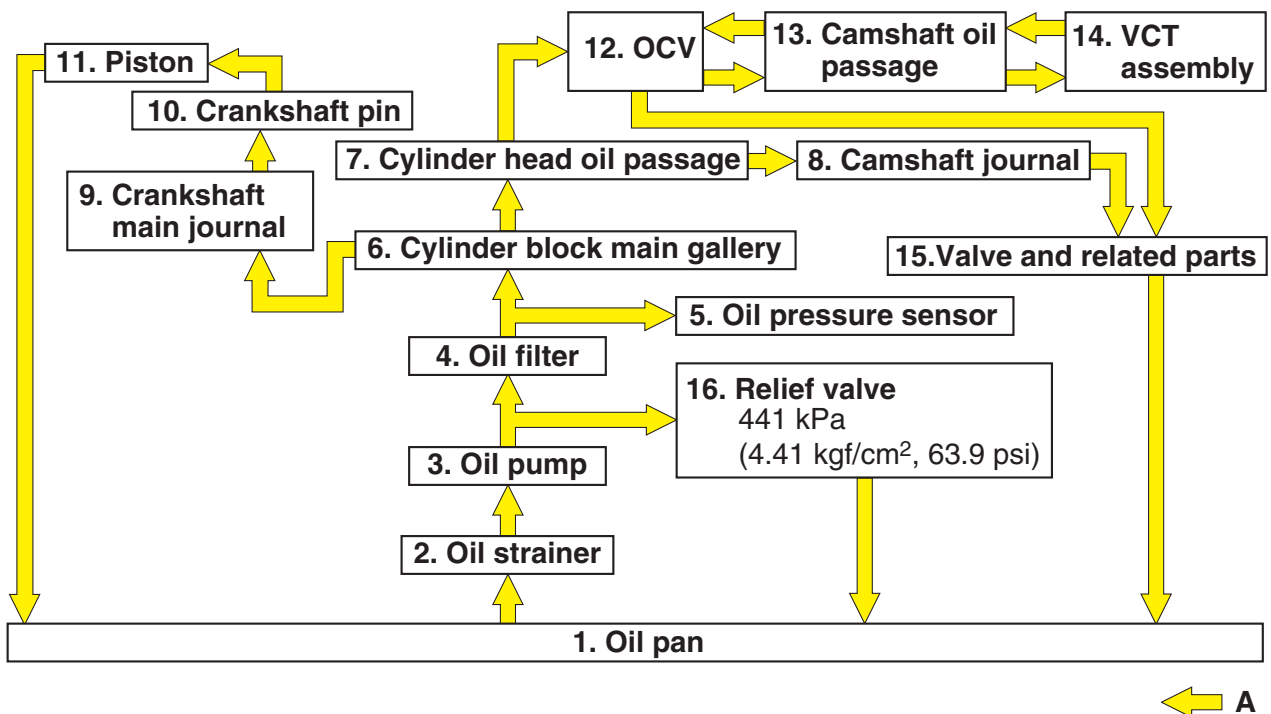 12. OCV
13. Camshaft oil
passage
14. VCT
assembly
11. Piston
10. Crankshaft pin
7. Cylinder head oil passage
8. Camshaft journal
9. Crankshaft
main journal
6. Cylinder block main gallery
15.Valve and related parts
5. Oil pressure sensor
4. Oil filter
16. Relief valve
441 kPa
(4.41 kgf/cm², 63.9 psi)
3. Oil pump
2. Oil strainer
1. Oil pan
A